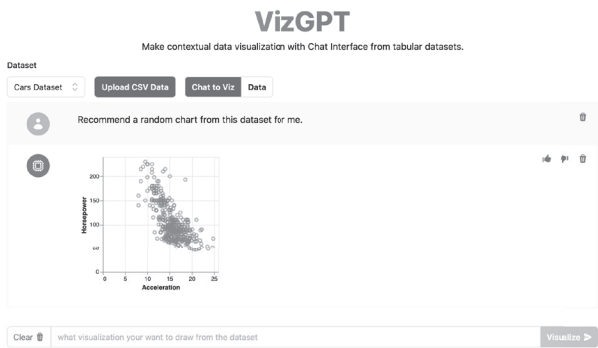 VizGPT
Make contextual data visualization with Chat Interface from tabular datasets.
Dataset
Cars Dataset
Upload CSV Data
Chat to Viz
Data
Recommend a random chart from this dataset for me.
Horsepower
200
150
100
0
0 5 10 15 20 25
Acceleration
Clear
what visualization your want to draw from the dataset
Visualize